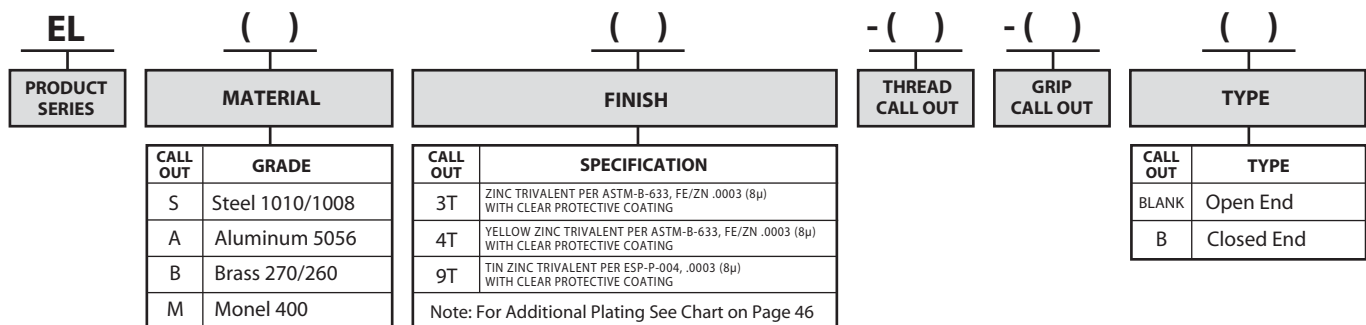 EL ( ) ( ) - ( ) - ( ) ( )
PRODUCT SERIES
MATERIAL
FINISH
THREAD CALL OUT
GRIP CALL OUT
TYPE
CALL OUT GRADE
S Steel 1010/1008
A Aluminum 5056
B Brass 270/260
M Monel 400
CALL OUT SPECIFICATION
3T ZINC TRIVALENT PER ASTM-B-633, FE/ZN .0003 (8µ)
WITH CLEAR PROTECTIVE COATING
4T YELLOW ZINC TRIVALENT PER ASTM-B-633, FE/ZN .0003 (8µ)
WITH CLEAR PROTECTIVE COATING
9T TIN ZINC TRIVALENT PER ESP-P-004, .0003 (8µ)
WITH CLEAR PROTECTIVE COATING
Note: For Additional Plating See Chart on Page 46
CALL OUT TYPE
BLANK Open End
B Closed End